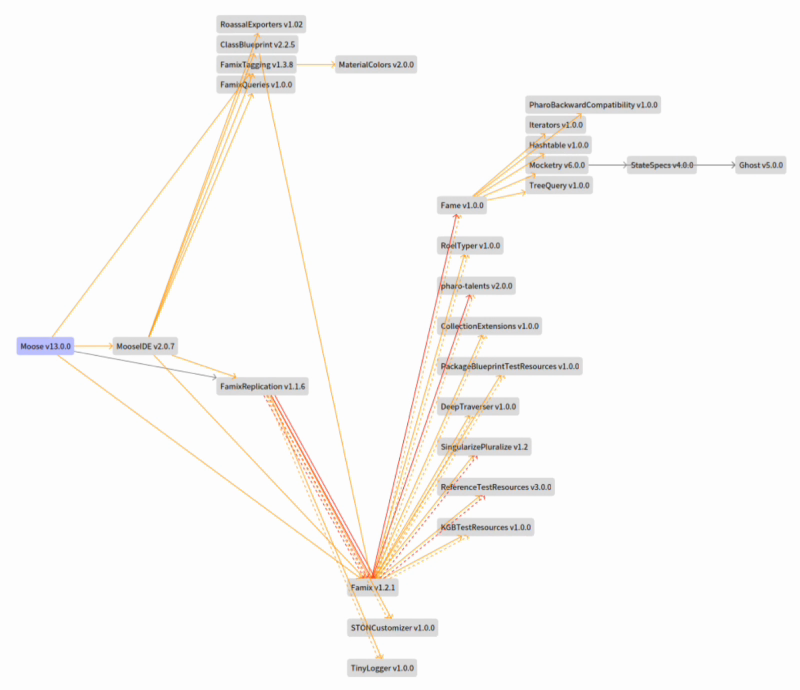 RoassalExporters v1.02
ClassBlueprint v2.2.5
FamixTagging v1.3.8
MaterialColors v2.0.0
FamixQueries v1.0.0
PharoBackwardCompatibility v1.0.0
Iterators v1.0.0
Hashtable v1.0.0
Mocketry v6.0.0
StateSpecs v4.0.0
Ghost v5.0.0
TreeQuery v1.0.0
Fame v1.0.0
RoelTyper v1.0.0
pharo-talents v2.0.0
CollectionExtensions v1.0.0
Moose v13.0.0
MooseIDE v2.0.7
PackageBlueprintTestResources v1.0.0
FamixReplication v1.1.6
DeepTraverser v1.0.0
SingularizePluralize v1.2
ReferenceTestResources v3.0.0
KGBTestResources v1.0.0
Famix v1.2.1
STONCustomizer v1.0.0
TinyLogger v1.0.0